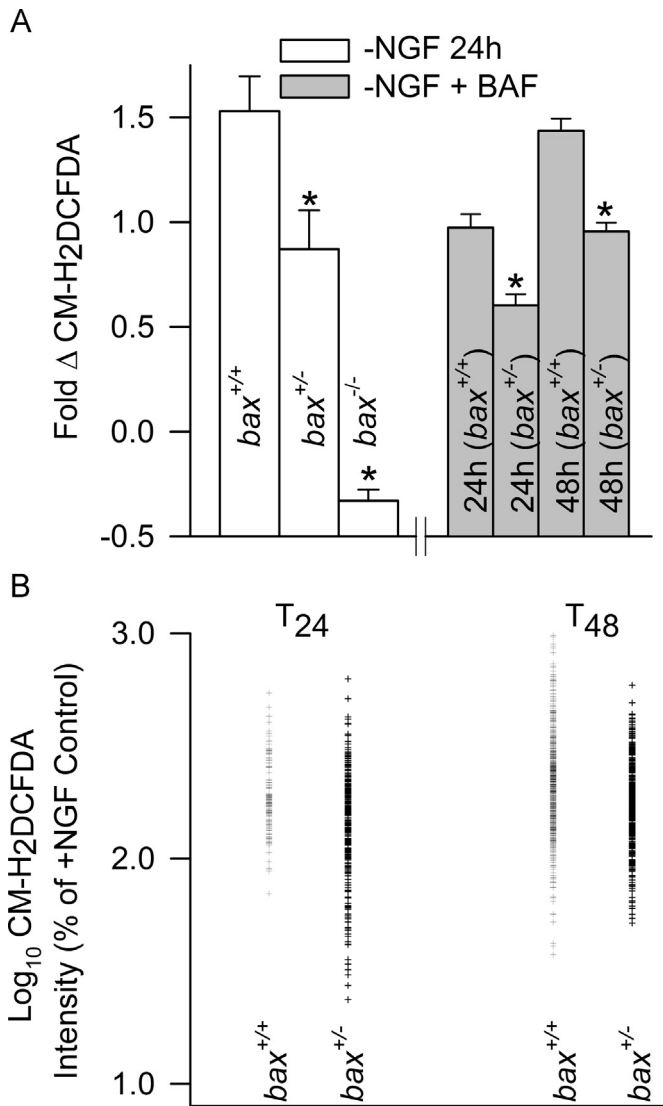 A
-NGF 24h
-NGF + BAF
Fold Δ CM-H₂DCFDA
1.5
1.0
0.5
0.0
-0.5
bax⁺/⁺
*
bax⁺/⁻
bax⁻/⁻
*
24h (bax⁺/⁺)
*
24h (bax⁺/⁻)
48h (bax⁺/⁺)
*
48h (bax⁺/⁻)
B
T₂₄
T₄₈
Log₁₀ CM-H₂DCFDA
Intensity (% of +NGF Control)
3.0
2.0
1.0
bax⁺/⁺
bax⁺/⁻
bax⁺/⁺
bax⁺/⁻